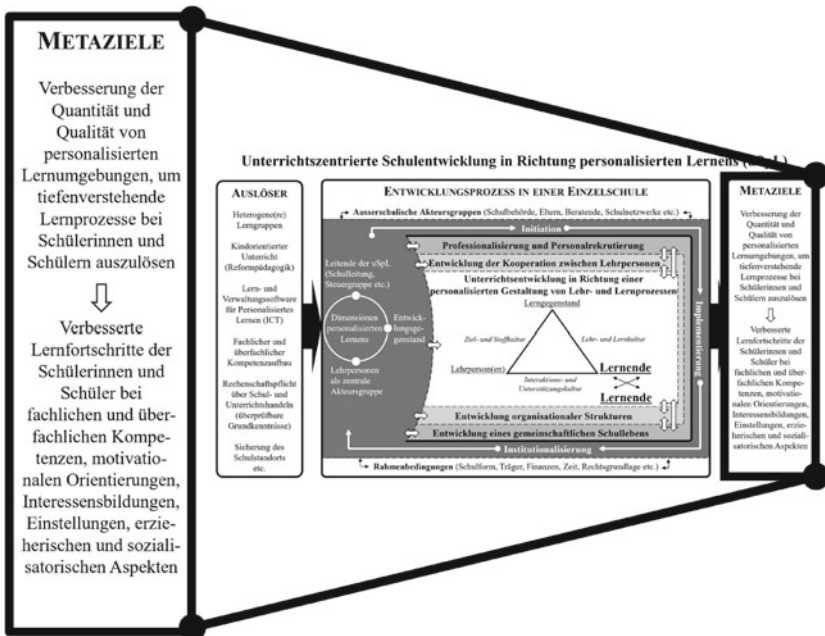 METAZIELE
Verbesserung der
Quantität und
Qualität von
personalisierten
Lernumgebungen, um
tiefenverstehende
Lernprozesse bei
Schülerinnen und
Schülern auszulösen
Verbesserte
Lernfortschritte der
Schülerinnen und
Schüler bei
fachlichen und über-
fachlichen Kompe-
tenzen, motivatio-
nalen Orientierungen,
Interessensbildungen,
Einstellungen, erzie-
herischen und soziali-
satorischen Aspekten
Unterrichtszentrierte Schulentwicklung in Richtung personalisierten Lernens (uSpL)
AUSLÖSER
Heterogene(re)
Lerngruppen
Kindorientierter
Unterricht
(Reformpädagogik)
Lern- und
Verwaltungssoftware
für Personalisiertes
Lernen (ICT)
Fachlicher und
überfachlicher
Kompetenzaufbau
Rechenschaftspflicht
über Schul- und
Unterrichtshandeln
(überprüfbare
Grundkenntnisse)
Sicherung des
Schulstandorts
etc.
ENTWICKLUNGSPROZESS IN EINER EINZELSCHULE
Ausserschulische Akteursgruppen (Schulbehörde, Eltern, Beratende, Schulnetzwerke etc.)
Initiation
Professionalisierung und Personalrekrutierung
Entwicklung der Kooperation zwischen Lehrpersonen
Leitende der uSpL
(Schulleitung,
Steuergruppe etc.)
Dimensionen
personalisierten
Lernens
Entwick-
lungsge-
genstand
Lehrpersonen
als zentrale
Akteursgruppe
Unterrichtsentwicklung in Richtung einer
personalisierten Gestaltung von Lehr- und Lernprozessen
Lerngegenstand
Ziel- und Stoffkultur
Lehr- und Lernkultur
Lehrperson(en)
Lernende
Interaktions- und
Unterstützungskultur
Lernende
Implementierung
Entwicklung organisationaler Strukturen
Entwicklung eines gemeinschaftlichen Schullebens
Institutionalisierung
Rahmenbedingungen (Schulform, Träger, Finanzen, Zeit, Rechtsgrundlage etc.)
METAZIELE
Verbesserung der
Quantität und
Qualität von
personalisierten
Lernumgebungen, um
tiefenverstehende
Lernprozesse bei
Schülerinnen und
Schülern auszulösen
Verbesserte
Lernfortschritte der
Schülerinnen und
Schüler bei
fachlichen und über-
fachlichen Kompe-
tenzen, motivatio-
nalen Orientierungen,
Interessensbildungen,
Einstellungen, erzie-
herischen und soziali-
satorischen Aspekten